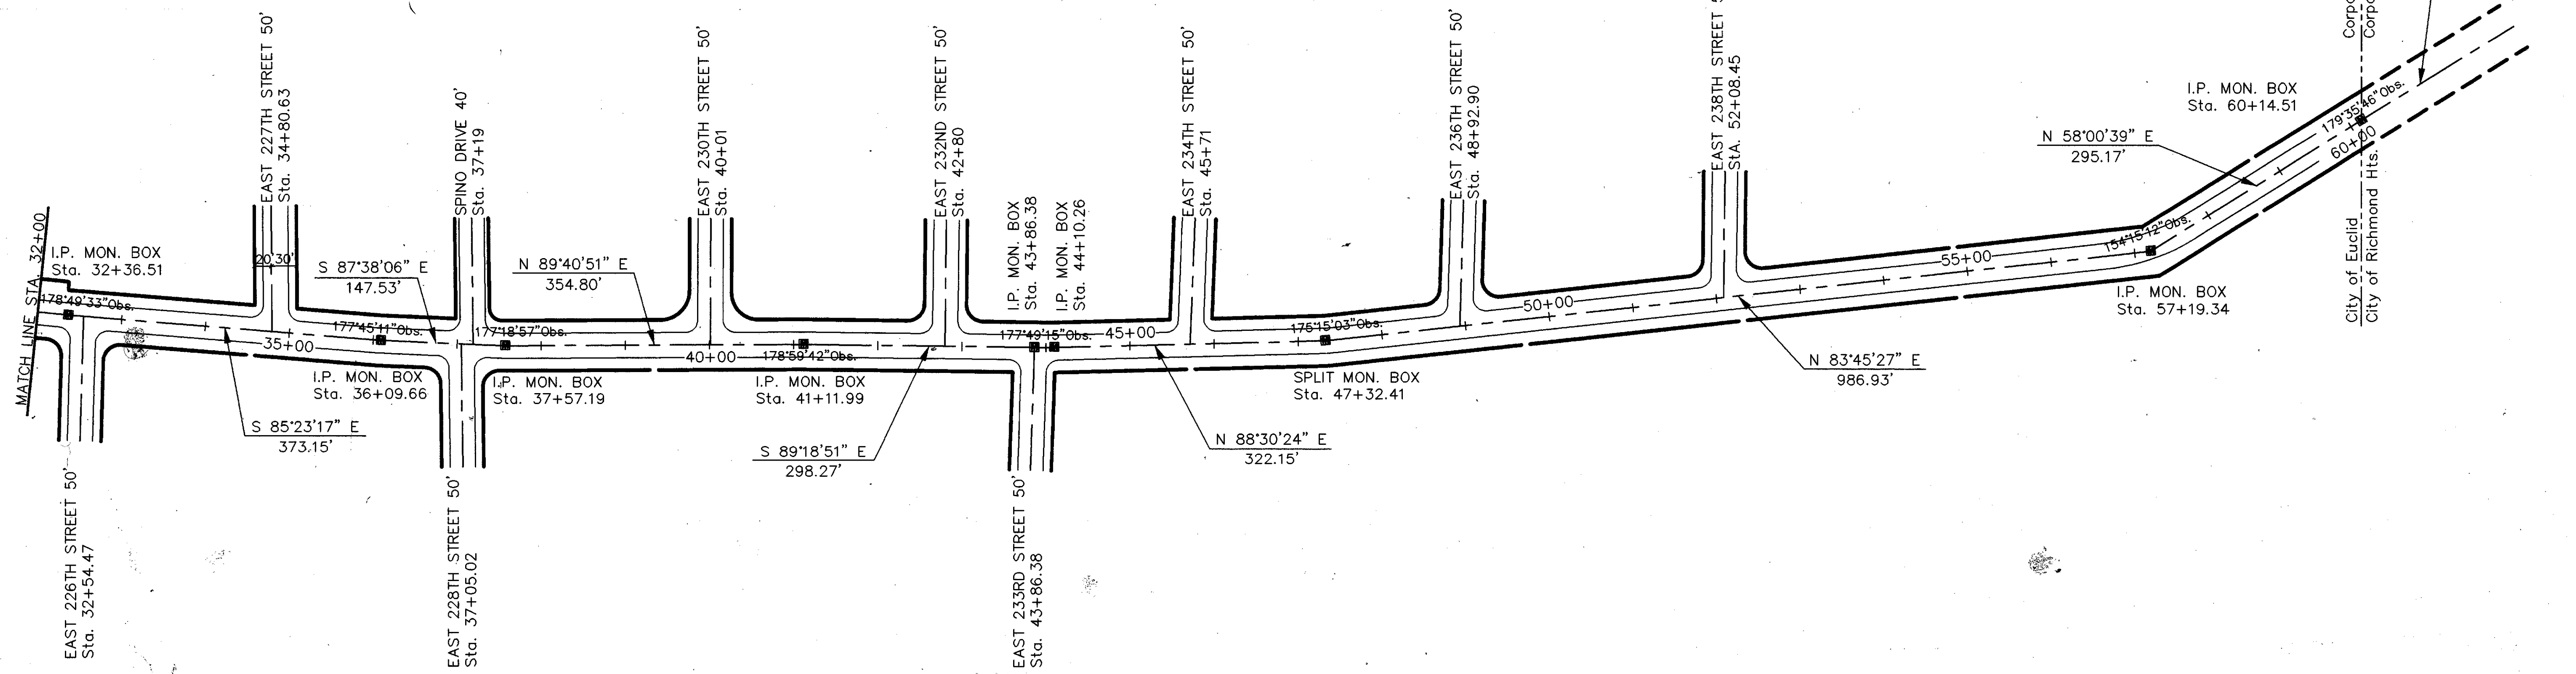 MATCH LINE STA. 32+00
I.P. MON. BOX
Sta. 32+36.51
178°49'33"Obs.
EAST 226TH STREET 50'
Sta. 32+54.47
EAST 227TH STREET 50'
Sta. 34+80.63
20'30'
35+00
S 85°23'17" E
373.15'
177°45'11"Obs.
I.P. MON. BOX
Sta. 36+09.66
S 87°38'06" E
147.53'
EAST 228TH STREET 50'
Sta. 37+05.02
SPINO DRIVE 40'
Sta. 37+19
177°18'57"Obs.
I.P. MON. BOX
Sta. 37+57.19
N 89°40'51" E
354.80'
EAST 230TH STREET 50'
Sta. 40+01
40+00
178°59'42"Obs.
I.P. MON. BOX
Sta. 41+11.99
S 89°18'51" E
298.27'
EAST 232ND STREET 50'
Sta. 42+80
I.P. MON. BOX
Sta. 43+86.38
I.P. MON. BOX
Sta. 44+10.26
177°49'15"Obs.
EAST 233RD STREET 50'
Sta. 43+86.38
45+00
N 88°30'24" E
322.15'
EAST 234TH STREET 50'
Sta. 45+71
175°15'03"Obs.
SPLIT MON. BOX
Sta. 47+32.41
EAST 236TH STREET 50'
Sta. 48+92.90
50+00
EAST 238TH STREET
StA. 52+08.45
N 83°45'27" E
986.93'
55+00
154°15'12"Obs.
I.P. MON. BOX
Sta. 57+19.34
N 58°00'39" E
295.17'
I.P. MON. BOX
Sta. 60+14.51
179°35'46"Obs.
60+00
City of Euclid
City of Richmond Hts.
Corpo
Corpo